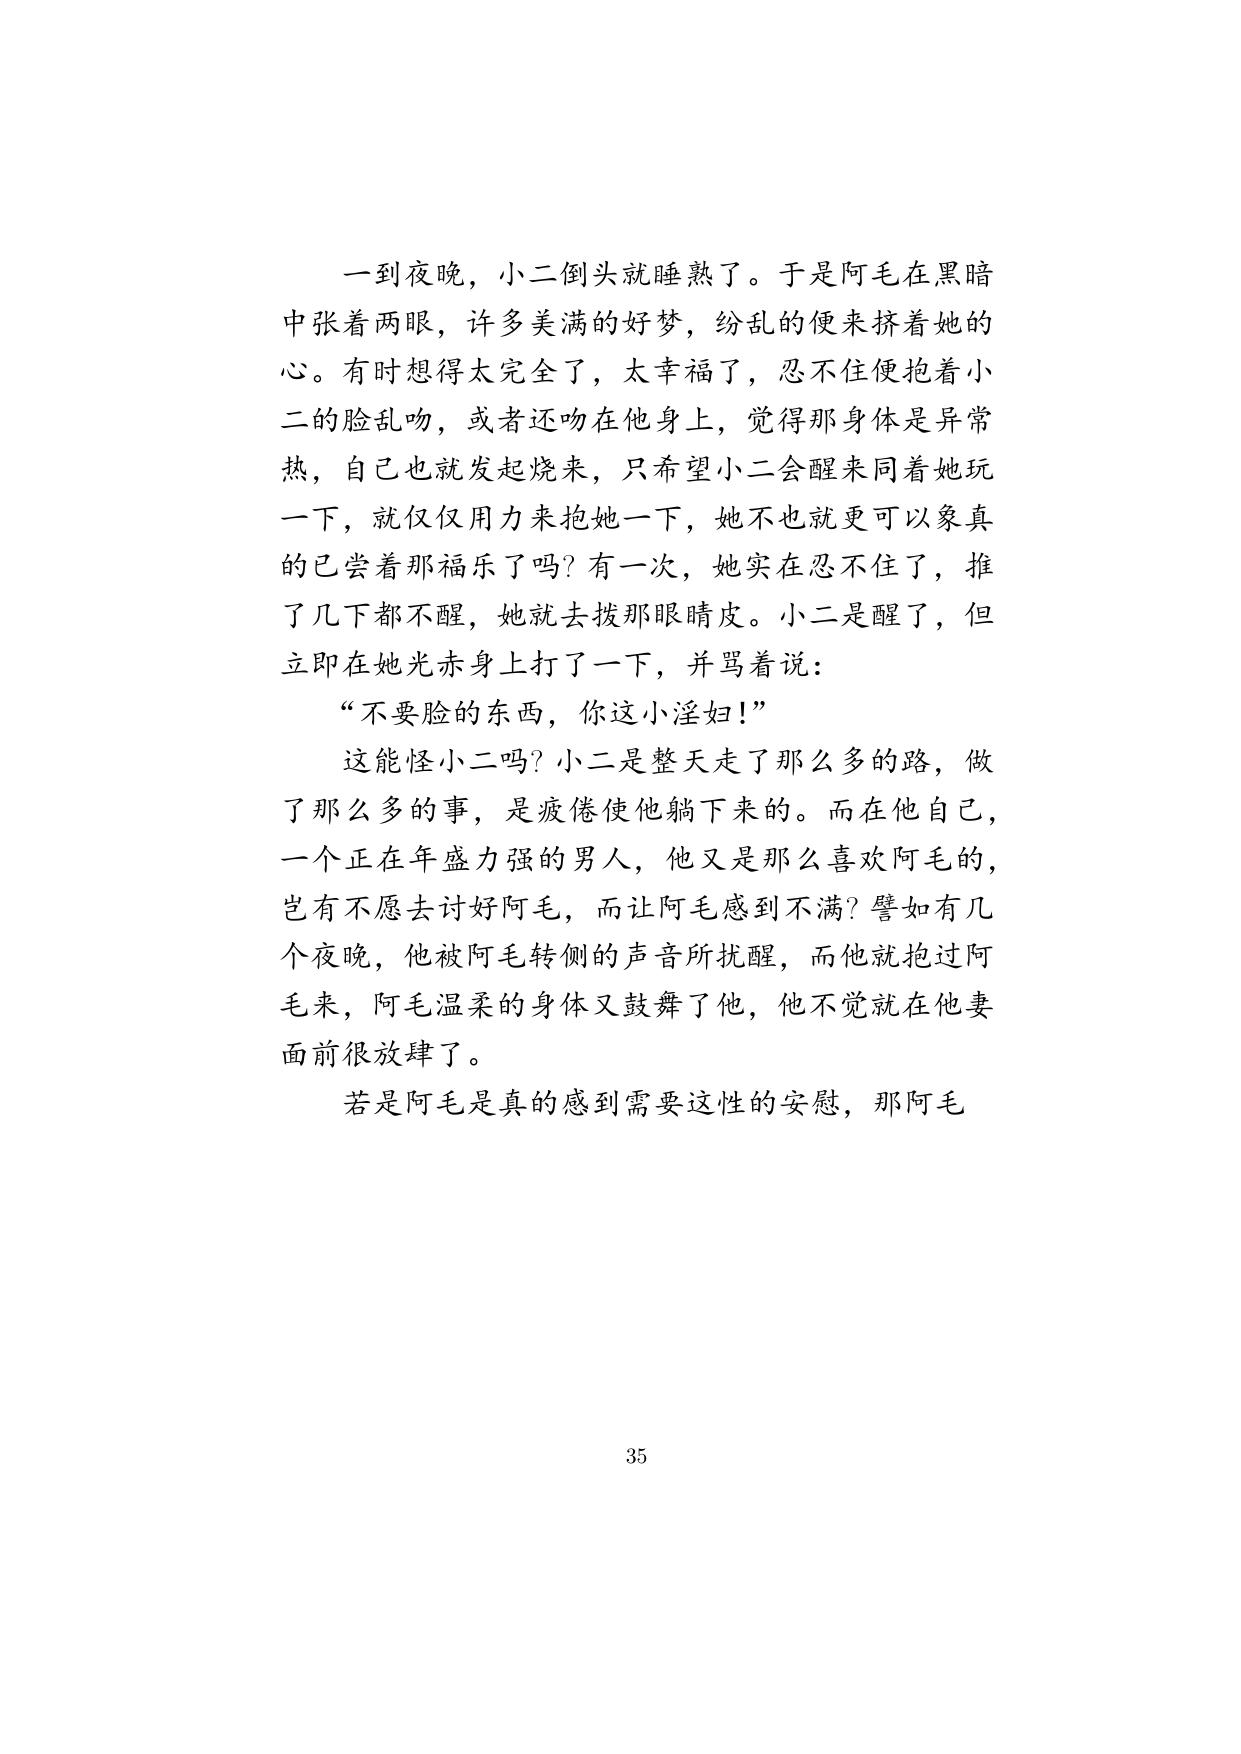 一到夜晚，小二倒头就睡熟了。于是阿毛在黑暗
中张着两眼，许多美满的好梦，纷乱的便来挤着她的
心。有时想得太完全了，太幸福了，忍不住便抱着小
二的脸乱吻，或者还吻在他身上，觉得那身体是异常
热，自己也就发起烧来，只希望小二会醒来同着她玩
一下，就仅仅用力来抱她一下，她不也就更可以象真
的已尝着那福乐了吗？有一次，她实在忍不住了，推
了几下都不醒，她就去拨那眼睛皮。小二是醒了，但
立即在她光赤身上打了一下，并骂着说：
“不要脸的东西，你这小淫妇！”
这能怪小二吗？小二是整天走了那么多的路，做
了那么多的事，是疲倦使他躺下来的。而在他自己，
一个正在年盛力强的男人，他又是那么喜欢阿毛的，
岂有不愿去讨好阿毛，而让阿毛感到不满？譬如有几
个夜晚，他被阿毛转侧的声音所扰醒，而他就抱过阿
毛来，阿毛温柔的身体又鼓舞了他，他不觉就在他妻
面前很放肆了。
若是阿毛是真的感到需要这性的安慰，那阿毛
35